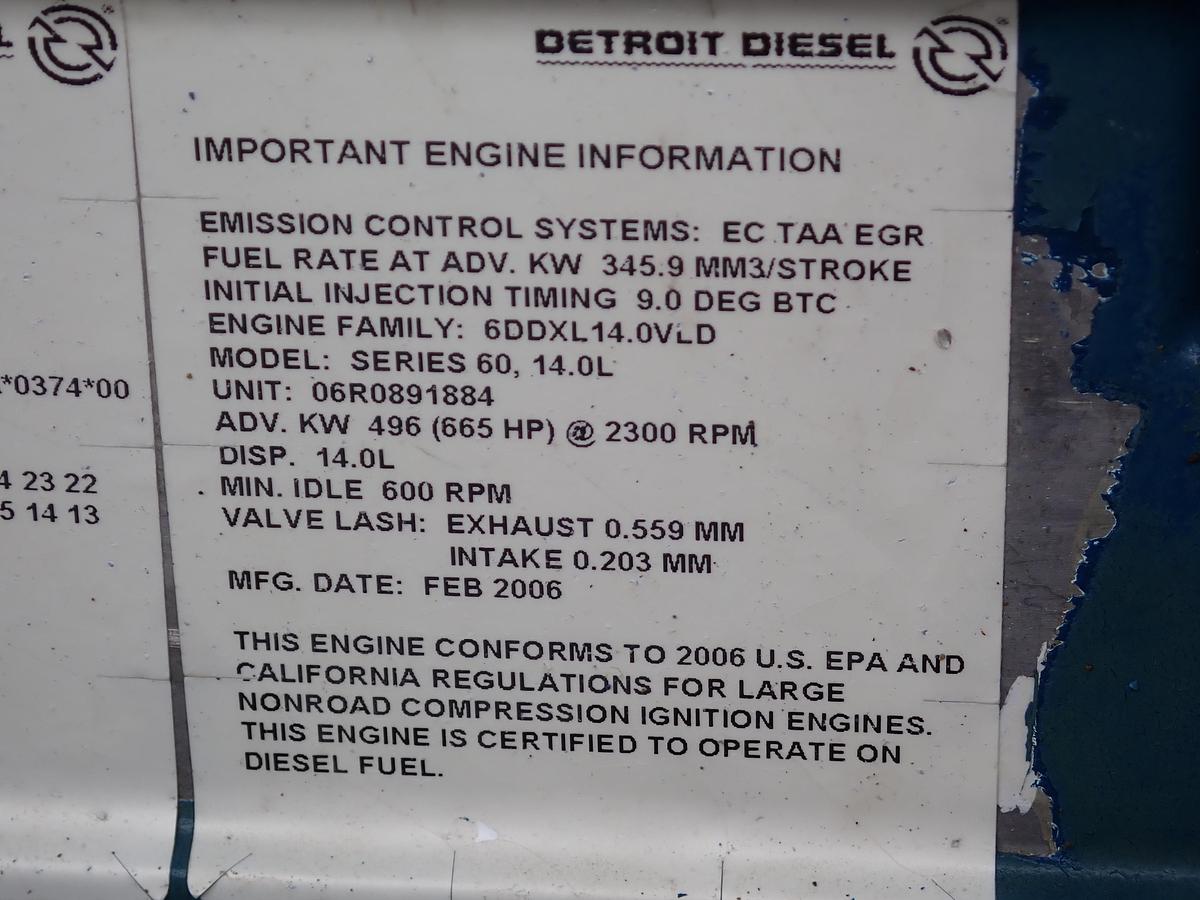 DETROIT DIESEL
IMPORTANT ENGINE INFORMATION
EMISSION CONTROL SYSTEMS: EC TAA EGR
FUEL RATE AT ADV. KW 345.9 MM3/STROKE
INITIAL INJECTION TIMING 9.0 DEG BTC
ENGINE FAMILY: 6DDXL14.0VLD
MODEL: SERIES 60, 14.0L
UNIT: 06R0891884
ADV. KW 496 (665 HP) @ 2300 RPM
DISP. 14.0L
MIN. IDLE 600 RPM
VALVE LASH: EXHAUST 0.559 MM
INTAKE 0.203 MM
MFG. DATE: FEB 2006
THIS ENGINE CONFORMS TO 2006 U.S. EPA AND
CALIFORNIA REGULATIONS FOR LARGE
NONROAD COMPRESSION IGNITION ENGINES.
THIS ENGINE IS CERTIFIED TO OPERATE ON
DIESEL FUEL.
*0374*00
4 23 22
5 14 13